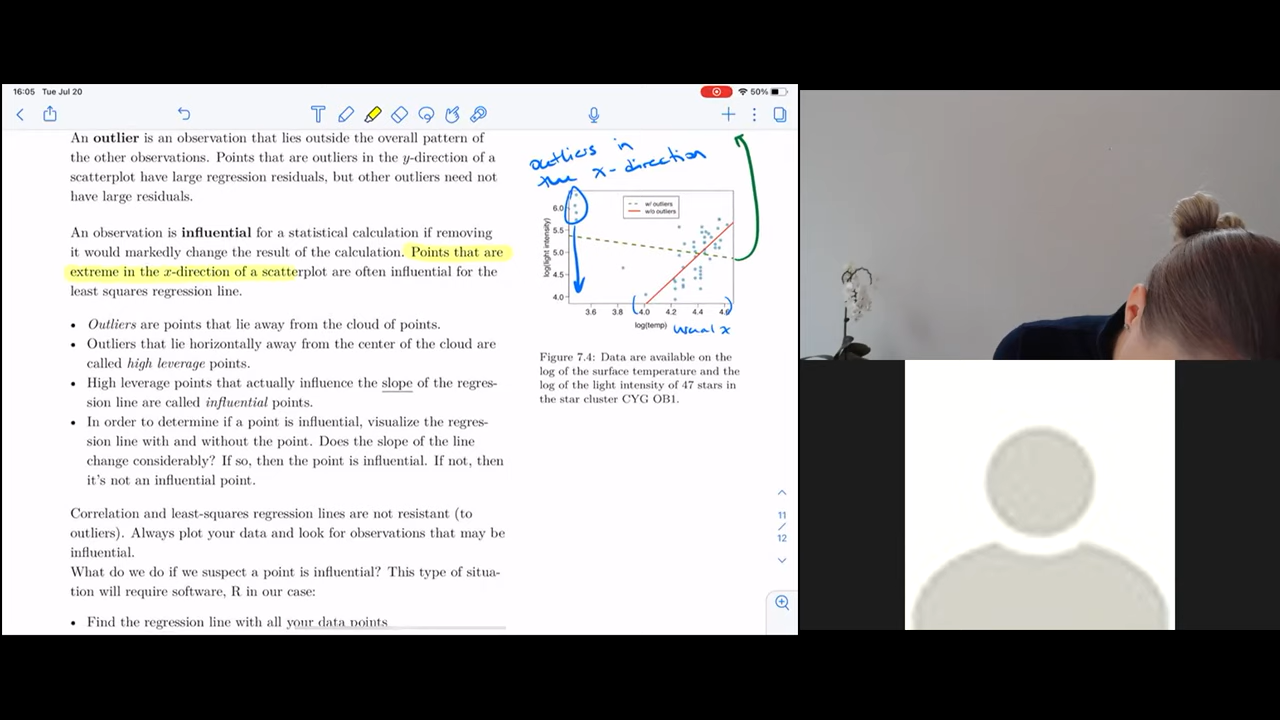 16:05 Tue Jul 20
50%
An outlier is an observation that lies outside the overall pattern of
the other observations. Points that are outliers in the y-direction of a
scatterplot have large regression residuals, but other outliers need not
have large residuals.
An observation is influential for a statistical calculation if removing
it would markedly change the result of the calculation. Points that are
extreme in the x-direction of a scatterplot are often influential for the
least squares regression line.
• Outliers are points that lie away from the cloud of points.
• Outliers that lie horizontally away from the center of the cloud are
called high leverage points.
• High leverage points that actually influence the slope of the regres-
sion line are called influential points.
• In order to determine if a point is influential, visualize the regres-
sion line with and without the point. Does the slope of the line
change considerably? If so, then the point is influential. If not, then
it's not an influential point.
Correlation and least-squares regression lines are not resistant (to
outliers). Always plot your data and look for observations that may be
influential.
What do we do if we suspect a point is influential? This type of situa-
tion will require software, R in our case:
• Find the regression line with all your data points
outliers in
the x-direction
w/ outliers
w/o outliers
log(light intensity)
6.0
5.5
5.0
4.5
4.0
3.6 3.8 4.0 4.2 4.4 4.6
log(temp)
usual x
Figure 7.4: Data are available on the
log of the surface temperature and the
log of the light intensity of 47 stars in
the star cluster CYG OB1.
11
/
12